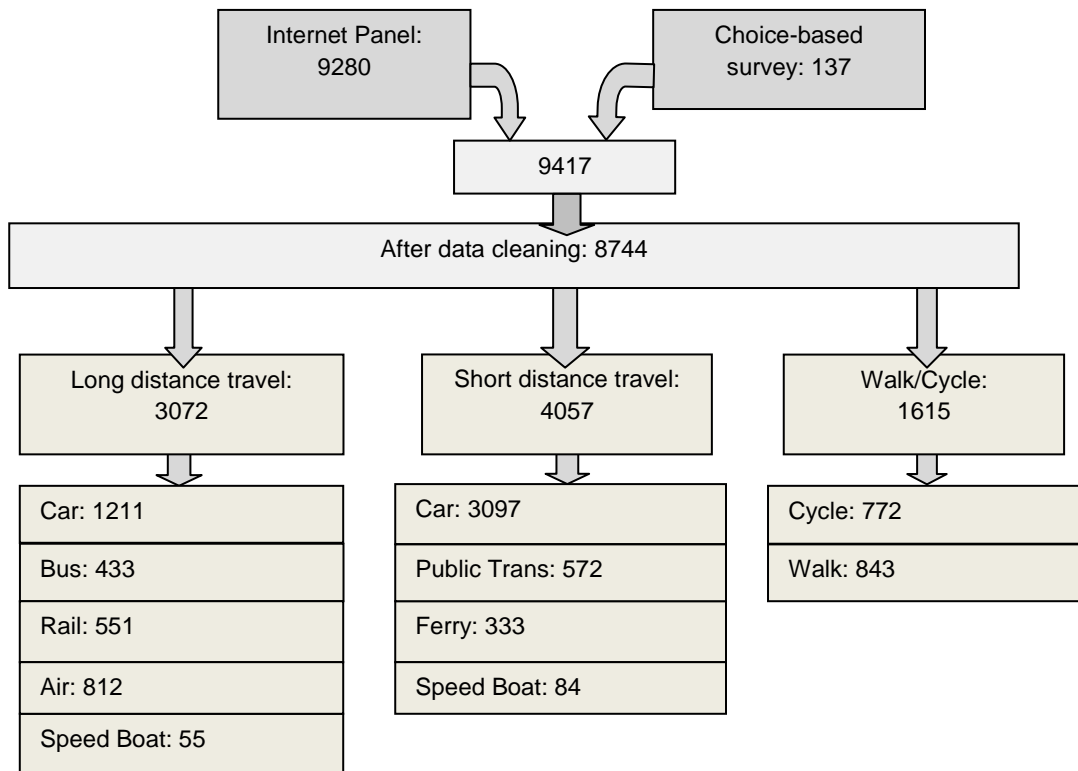 Internet Panel:
9280
Choice-based
survey: 137
9417
After data cleaning: 8744
Long distance travel:
3072
Short distance travel:
4057
Walk/Cycle:
1615
Car: 1211
Bus: 433
Rail: 551
Air: 812
Speed Boat: 55
Car: 3097
Public Trans: 572
Ferry: 333
Speed Boat: 84
Cycle: 772
Walk: 843